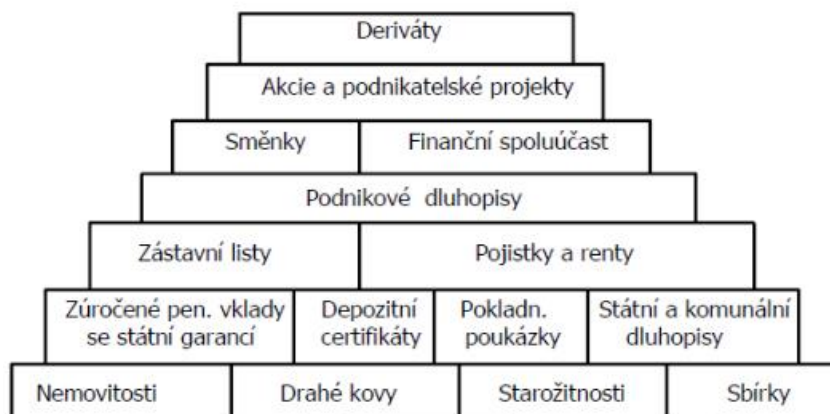 Deriváty
Akcie a podnikatelské projekty
Směnky
Finanční spoluúčast
Podnikové dluhopisy
Zástavní listy
Pojistky a renty
Zúročené pen. vklady
se státní garancí
Depozitní
certifikáty
Pokladn.
poukázky
Státní a komunální
dluhopisy
Nemovitosti
Drahé kovy
Starožitnosti
Sbírky